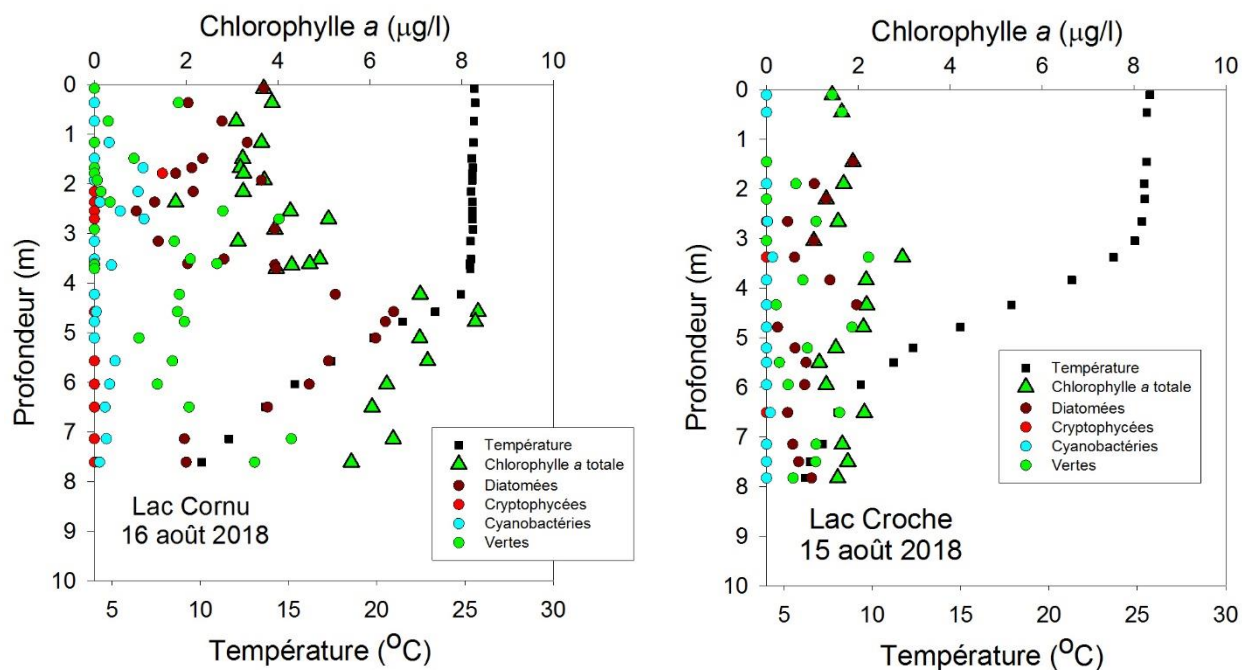 Chlorophylle a (µg/l)
0 2 4 6 8 10
Profondeur (m)
0
1
2
3
4
5
6
7
8
9
10
Température
Chlorophylle a totale
Diatomées
Cryptophycées
Cyanobactéries
Vertes
Lac Cornu
16 août 2018
5 10 15 20 25 30
Température (°C)
Chlorophylle a (µg/l)
0 2 4 6 8 10
Profondeur (m)
0
1
2
3
4
5
6
7
8
9
10
Température
Chlorophylle a totale
Diatomées
Cryptophycées
Cyanobactéries
Vertes
Lac Croche
15 août 2018
5 10 15 20 25 30
Température (°C)